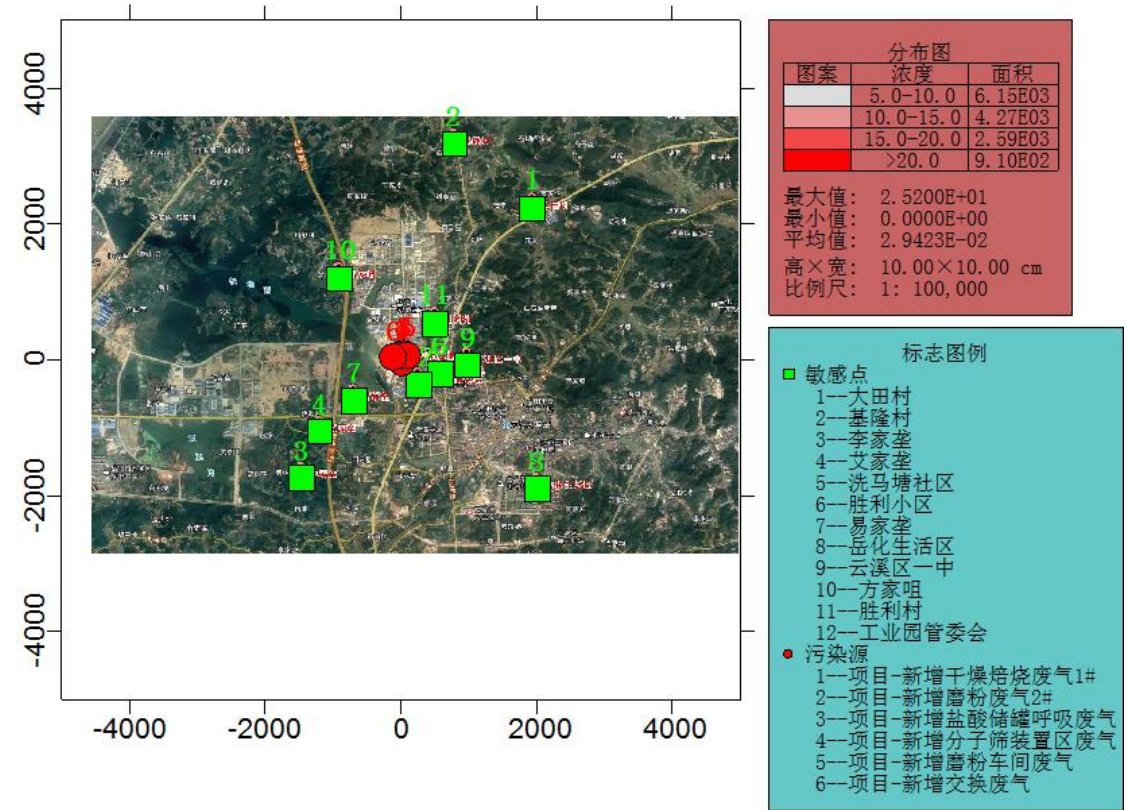 4000
2000
0
-2000
-4000
-4000
-2000
0
2000
4000
2
1
10
11
6
5
9
6
7
4
3
8
分布图
图案 浓度 面积
5.0-10.0 6.15E03
10.0-15.0 4.27E03
15.0-20.0 2.59E03
>20.0 9.10E02
最大值: 2.5200E+01
最小值: 0.0000E+00
平均值: 2.9423E-02
高×宽: 10.00×10.00 cm
比例尺: 1: 100,000
标志图例
敏感点
1--大田村
2--基隆村
3--李家垄
4--艾家垄
5--洗马塘社区
6--胜利小区
7--易家垄
8--岳化生活区
9--云溪区一中
10--方家咀
11--胜利村
12--工业园管委会
污染源
1--项目-新增干燥焙烧废气1#
2--项目-新增磨粉废气2#
3--项目-新增盐酸储罐呼吸废气
4--项目-新增分子筛装置区废气
5--项目-新增磨粉车间废气
6--项目-新增交换废气